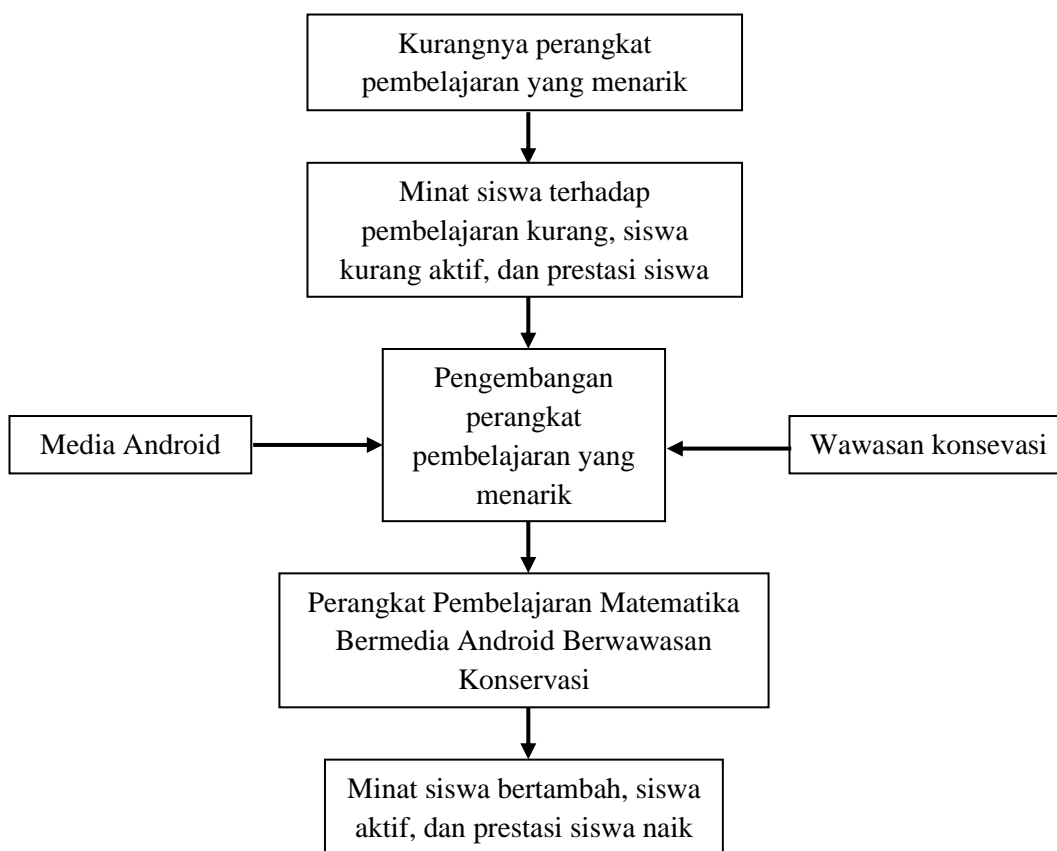 Kurangnya perangkat
pembelajaran yang menarik
Minat siswa terhadap
pembelajaran kurang, siswa
kurang aktif, dan prestasi siswa
Pengembangan
perangkat
pembelajaran yang
menarik
Media Android
Wawasan konsevasi
Perangkat Pembelajaran Matematika
Bermedia Android Berwawasan
Konservasi
Minat siswa bertambah, siswa
aktif, dan prestasi siswa naik